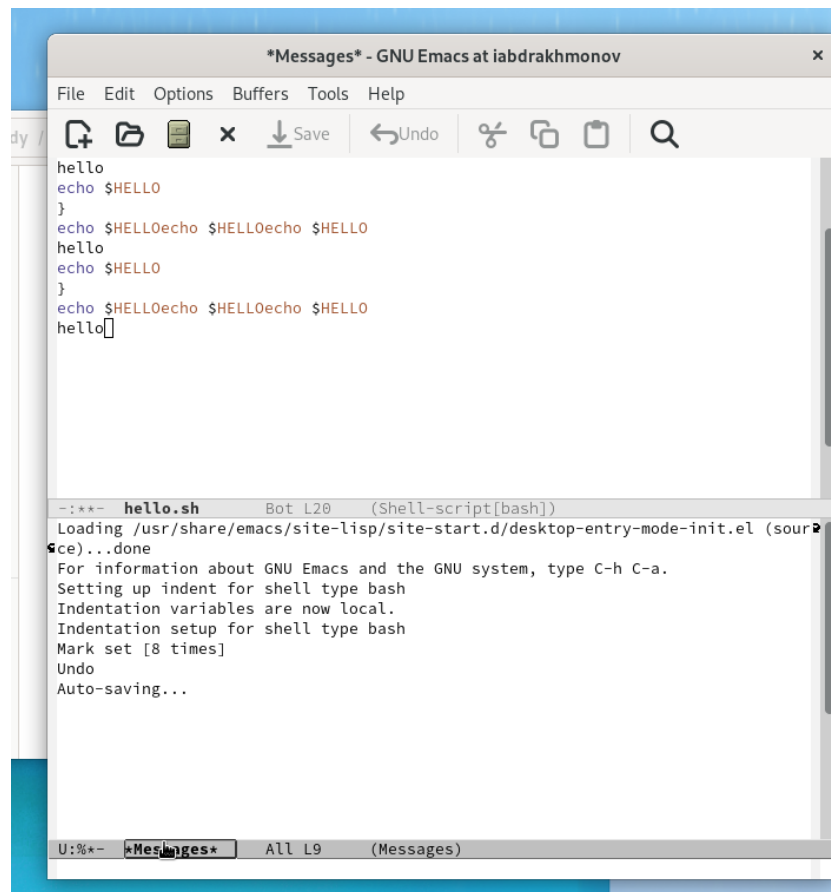 *Messages* - GNU Emacs at iabdrakhmonov ×
File Edit Options Buffers Tools Help
dy /
Save Undo
hello
echo $HELLO
}
echo $HELLOecho $HELLOecho $HELLO
hello
echo $HELLO
}
echo $HELLOecho $HELLOecho $HELLO
hello
-:**- hello.sh Bot L20 (Shell-script[bash])
Loading /usr/share/emacs/site-lisp/site-start.d/desktop-entry-mode-init.el (sour
ce)...done
For information about GNU Emacs and the GNU system, type C-h C-a.
Setting up indent for shell type bash
Indentation variables are now local.
Indentation setup for shell type bash
Mark set [8 times]
Undo
Auto-saving...
U:%*- *Messages* All L9 (Messages)